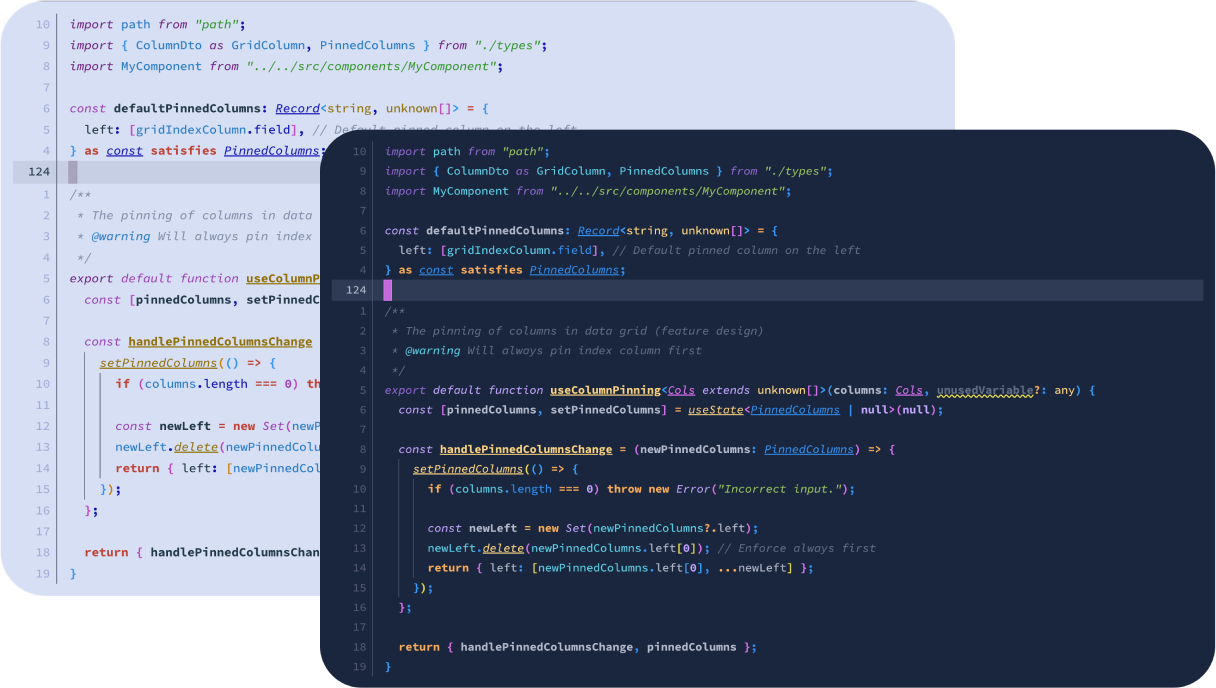 10 import path from "path";
9 import { ColumnDto as GridColumn, PinnedColumns } from "./types";
8 import MyComponent from "../../src/components/MyComponent";
7
6 const defaultPinnedColumns: Record<string, unknown[]> = {
5 left: [gridIndexColumn.field], // Default pinned column on the left
4 } as const satisfies PinnedColumns;
124
1 /**
2 * The pinning of columns in data
3 * @warning Will always pin index
4 */
5 export default function useColumnP
6 const [pinnedColumns, setPinnedC
7
8 const handlePinnedColumnsChange
9 setPinnedColumns(() => {
10 if (columns.length === 0) th
11
12 const newLeft = new Set(newP
13 newLeft.delete(newPinnedColu
14 return { left: [newPinnedCol
15 });
16 };
17
18 return { handlePinnedColumnsChan
19 }
10 import path from "path";
9 import { ColumnDto as GridColumn, PinnedColumns } from "./types";
8 import MyComponent from "../../src/components/MyComponent";
7
6 const defaultPinnedColumns: Record<string, unknown[]> = {
5 left: [gridIndexColumn.field], // Default pinned column on the left
4 } as const satisfies PinnedColumns;
124
1 /**
2 * The pinning of columns in data grid (feature design)
3 * @warning Will always pin index column first
4 */
5 export default function useColumnPinning<Cols extends unknown[]>(columns: Cols, unusedVariable?: any) {
6 const [pinnedColumns, setPinnedColumns] = useState<PinnedColumns | null>(null);
7
8 const handlePinnedColumnsChange = (newPinnedColumns: PinnedColumns) => {
9 setPinnedColumns(() => {
10 if (columns.length === 0) throw new Error("Incorrect input.");
11
12 const newLeft = new Set(newPinnedColumns?.left);
13 newLeft.delete(newPinnedColumns.left[0]); // Enforce always first
14 return { left: [newPinnedColumns.left[0], ...newLeft] };
15 });
16 };
17
18 return { handlePinnedColumnsChange, pinnedColumns };
19 }